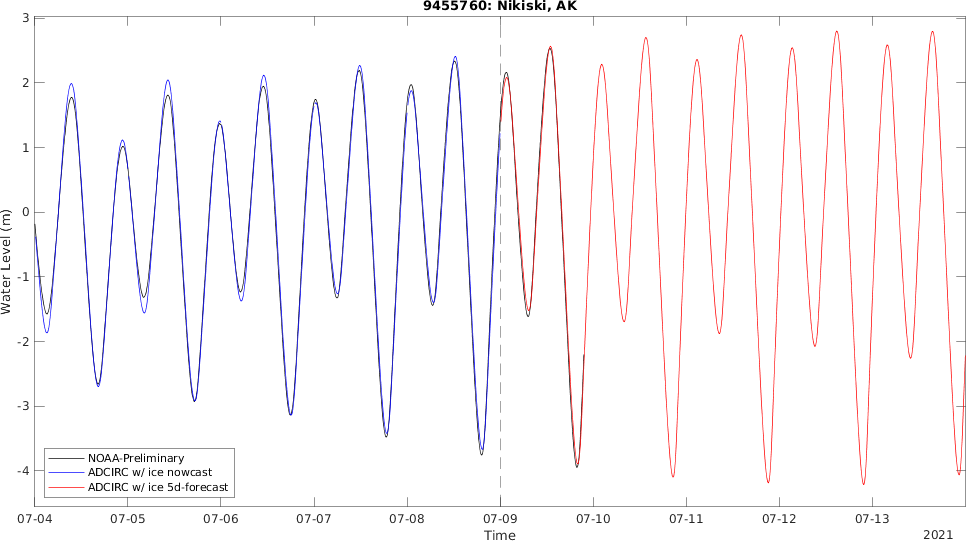 9455760: Nikiski, AK
Water Level (m)
3
2
1
0
-1
-2
-3
-4
NOAA-Preliminary
ADCIRC w/ ice nowcast
ADCIRC w/ ice 5d-forecast
07-04 07-05 07-06 07-07 07-08 07-09 07-10 07-11 07-12 07-13
Time
2021